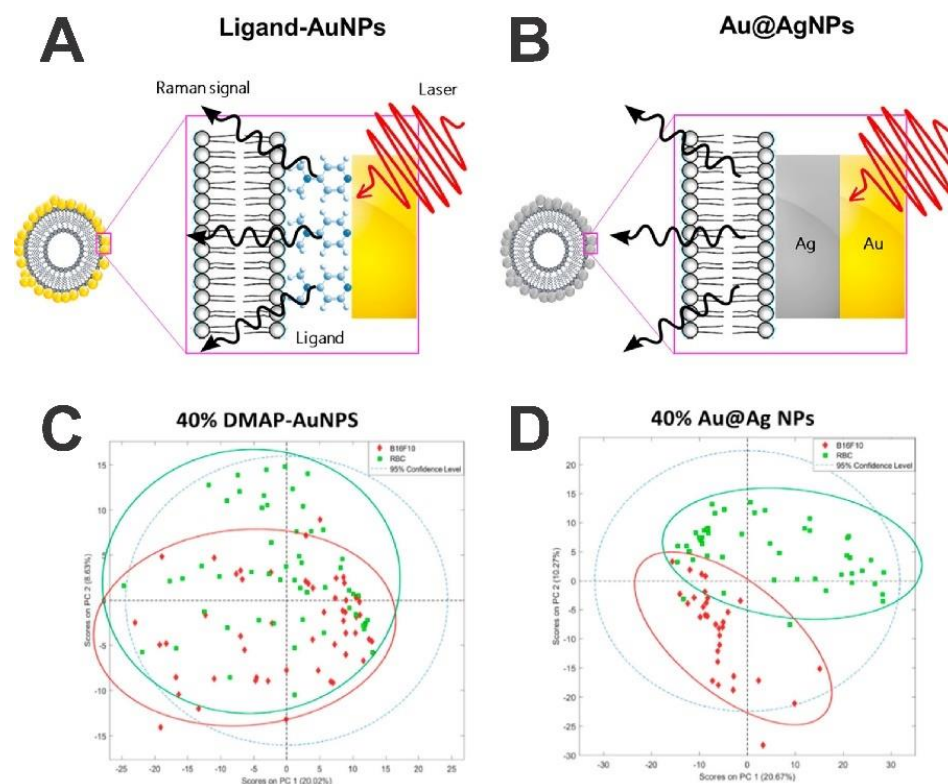 A
Ligand-AuNPs
Raman signal
Laser
Ligand
B
Au@AgNPs
Ag
Au
C
40% DMAP-AuNPS
B16F10
RBC
95% Confidence Level
Scores on PC 2 (8.63%)
15
10
5
0
-5
-10
-15
-25
-20
-15
-10
-5
0
5
10
15
20
25
Scores on PC 1 (20.02%)
D
40% Au@Ag NPs
B16F10
RBC
95% Confidence Level
Scores on PC 2 (10.27%)
25
20
15
10
5
0
-5
-10
-15
-20
-25
-30
-30
-20
-10
0
10
20
30
Scores on PC 1 (20.67%)